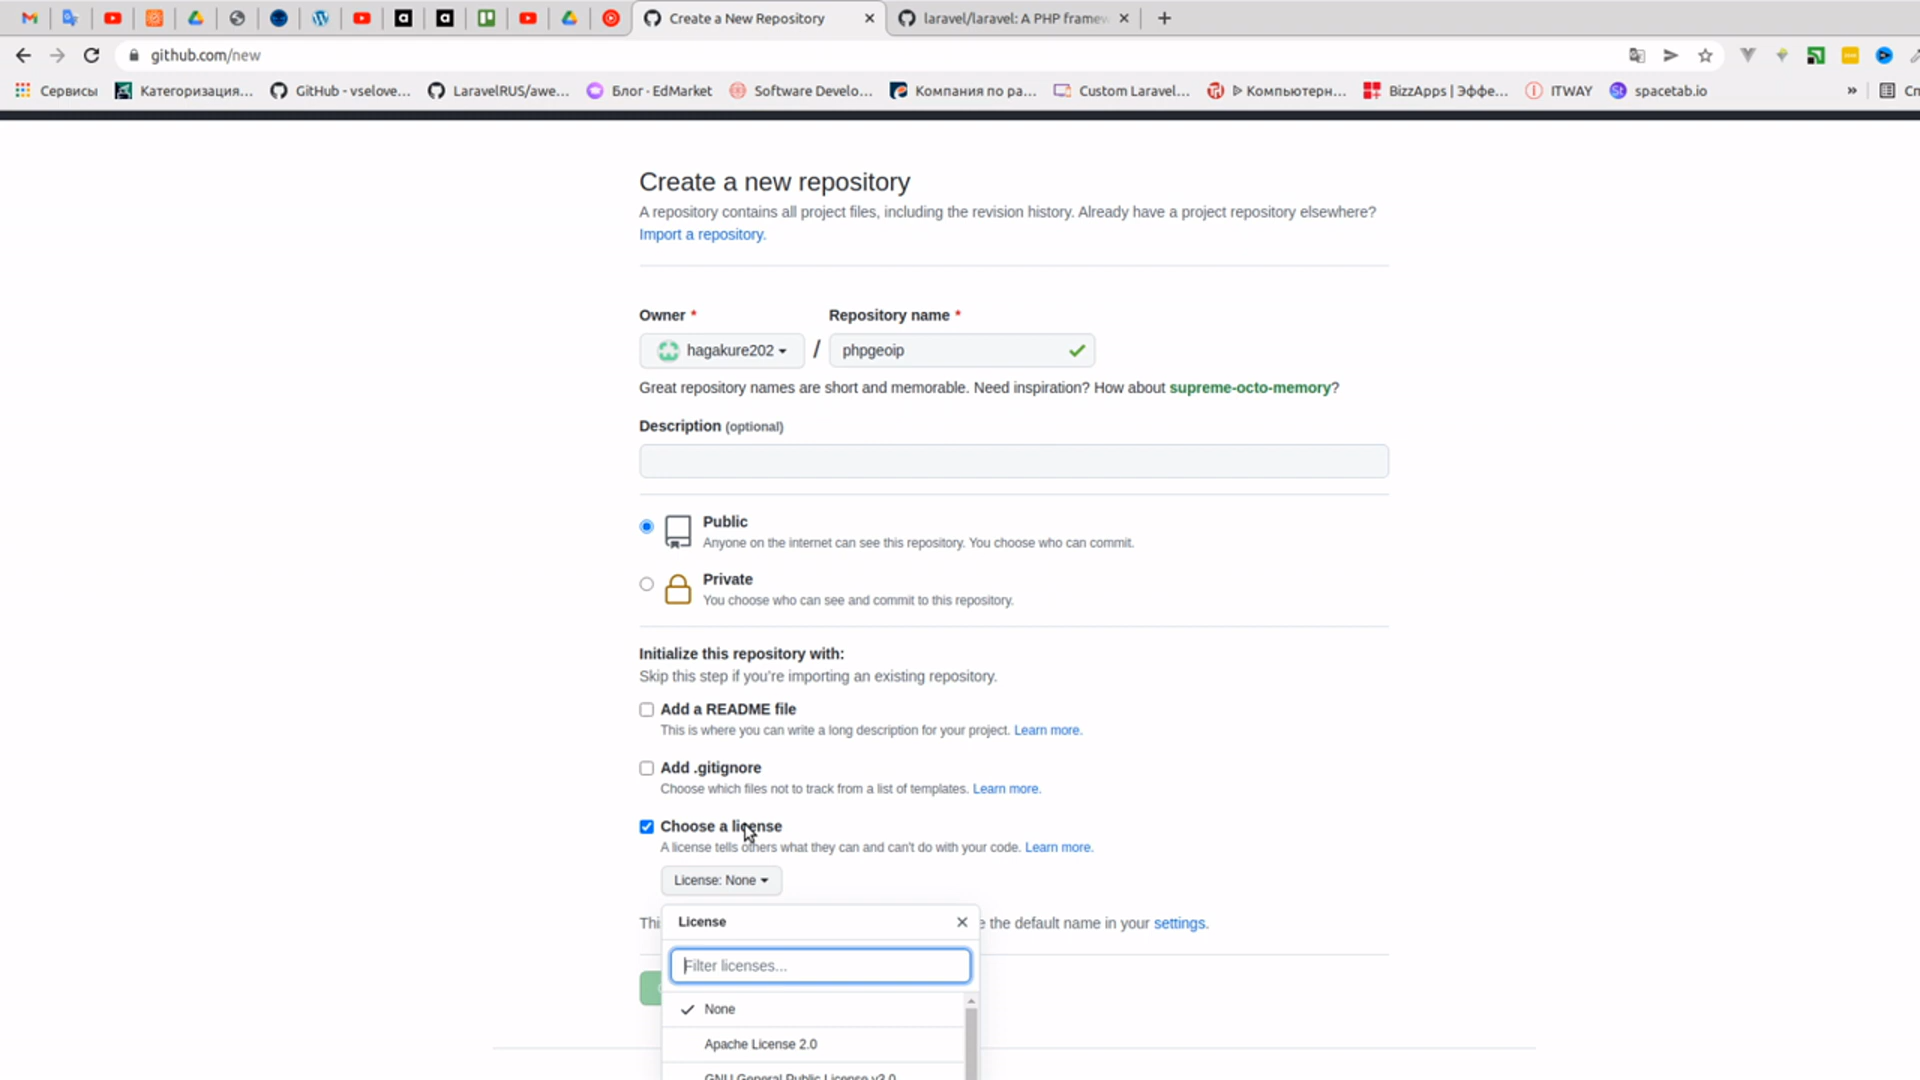 Create a New Repository
laravel/laravel: A PHP framew
github.com/new
Сервисы
Категоризация...
GitHub - vselove...
LaravelRUS/awe...
Блог - EdMarket
Software Develo...
Компания по ра...
Custom Laravel...
ᐅ Компьютерн...
BizzApps | Эффе...
ITWAY
spacetab.io
»
Сп
Create a new repository
A repository contains all project files, including the revision history. Already have a project repository elsewhere?
Import a repository.
Owner *
Repository name *
hagakure202
/
phpgeoip
Great repository names are short and memorable. Need inspiration? How about supreme-octo-memory?
Description (optional)
Public
Anyone on the internet can see this repository. You choose who can commit.
Private
You choose who can see and commit to this repository.
Initialize this repository with:
Skip this step if you're importing an existing repository.
Add a README file
This is where you can write a long description for your project. Learn more.
Add .gitignore
Choose which files not to track from a list of templates. Learn more.
Choose a license
A license tells others what they can and can't do with your code. Learn more.
License: None
License
Thi
e the default name in your settings.
Filter licenses...
None
Apache License 2.0
GNU General Public License v3.0